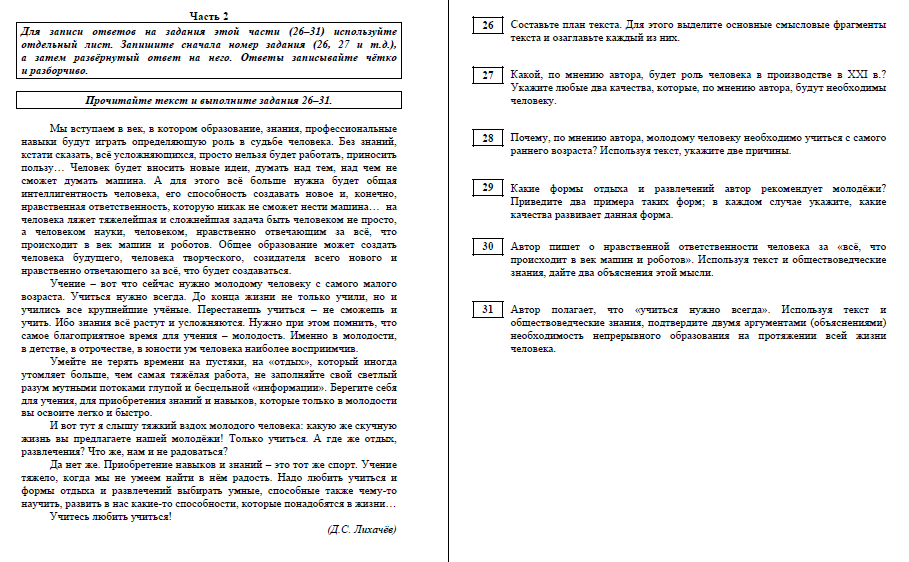 Часть 2
Для записи ответов на задания этой части (26–31) используйте
отдельный лист. Запишите сначала номер задания (26, 27 и т.д.),
а затем развёрнутый ответ на него. Ответы записывайте чётко
и разборчиво.
Прочитайте текст и выполните задания 26–31.
Мы вступаем в век, в котором образование, знания, профессиональные
навыки будут играть определяющую роль в судьбе человека. Без знаний,
кстати сказать, всё усложняющихся, просто нельзя будет работать, приносить
пользу… Человек будет вносить новые идеи, думать над тем, над чем не
сможет думать машина. А для этого всё больше нужна будет общая
интеллигентность человека, его способность создавать новое и, конечно,
нравственная ответственность, которую никак не сможет нести машина… на
человека ляжет тяжелейшая и сложнейшая задача быть человеком не просто,
а человеком науки, человеком, нравственно отвечающим за всё, что
происходит в век машин и роботов. Общее образование может создать
человека будущего, человека творческого, созидателя всего нового и
нравственно отвечающего за всё, что будет создаваться.
Учение – вот что сейчас нужно молодому человеку с самого малого
возраста. Учиться нужно всегда. До конца жизни не только учили, но и
учились все крупнейшие учёные. Перестанешь учиться – не сможешь и
учить. Ибо знания всё растут и усложняются. Нужно при этом помнить, что
самое благоприятное время для учения – молодость. Именно в молодости,
в детстве, в отрочестве, в юности ум человека наиболее восприимчив.
Умейте не терять времени на пустяки, на «отдых», который иногда
утомляет больше, чем самая тяжёлая работа, не заполняйте свой светлый
разум мутными потоками глупой и бесцельной «информации». Берегите себя
для учения, для приобретения знаний и навыков, которые только в молодости
вы освоите легко и быстро.
И вот тут я слышу тяжкий вздох молодого человека: какую же скучную
жизнь вы предлагаете нашей молодёжи! Только учиться. А где же отдых,
развлечения? Что же, нам и не радоваться?
Да нет же. Приобретение навыков и знаний – это тот же спорт. Учение
тяжело, когда мы не умеем найти в нём радость. Надо любить учиться и
формы отдыха и развлечений выбирать умные, способные также чему-то
научить, развить в нас какие-то способности, которые понадобятся в жизни…
Учитесь любить учиться!
(Д.С. Лихачёв)
26 Составьте план текста. Для этого выделите основные смысловые фрагменты
текста и озаглавьте каждый из них.
27 Какой, по мнению автора, будет роль человека в производстве в XXI в.?
Укажите любые два качества, которые, по мнению автора, будут необходимы
человеку.
28 Почему, по мнению автора, молодому человеку необходимо учиться с самого
раннего возраста? Используя текст, укажите две причины.
29 Какие формы отдыха и развлечений автор рекомендует молодёжи?
Приведите два примера таких форм; в каждом случае укажите, какие
качества развивает данная форма.
30 Автор пишет о нравственной ответственности человека за «всё, что
происходит в век машин и роботов». Используя текст и обществоведческие
знания, дайте два объяснения этой мысли.
31 Автор полагает, что «учиться нужно всегда». Используя текст и
обществоведческие знания, подтвердите двумя аргументами (объяснениями)
необходимость непрерывного образования на протяжении всей жизни
человека.